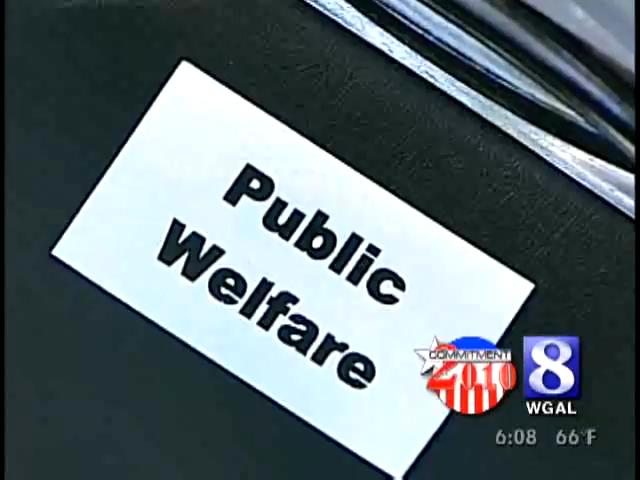 Public
Welfare
COMMITMENT
2010
8
WGAL
6:08 66°F